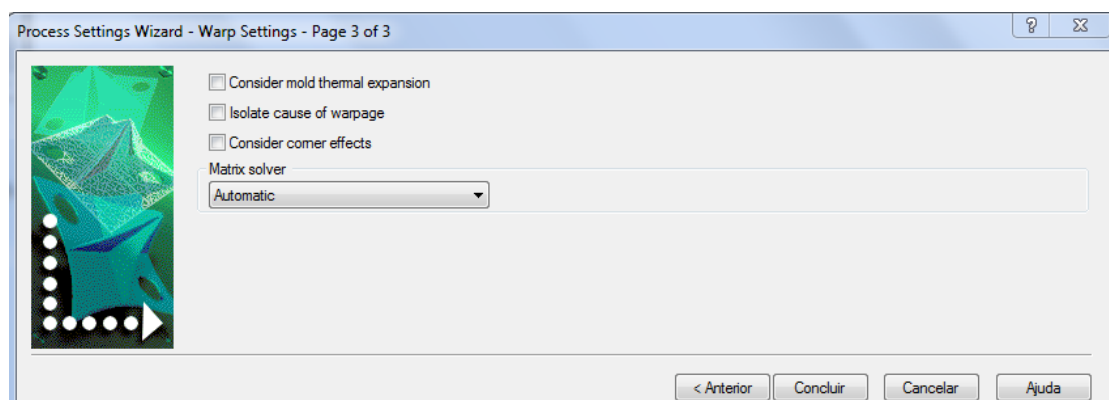 Process Settings Wizard - Warp Settings - Page 3 of 3
Consider mold thermal expansion
Isolate cause of warpage
Consider corner effects
Matrix solver
Automatic
< Anterior Concluir Cancelar Ajuda